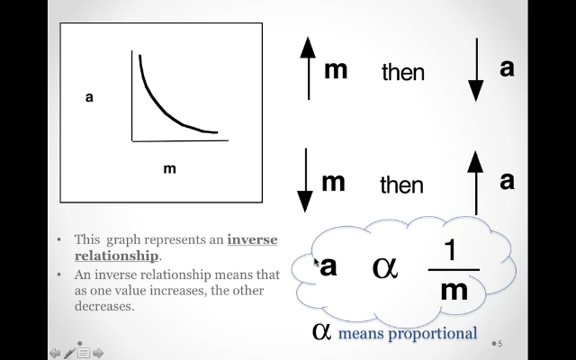 a
m
m then a
m then a
• This graph represents an inverse
relationship.
• An inverse relationship means that
as one value increases, the other
decreases.
a α 1
m
α means proportional
5